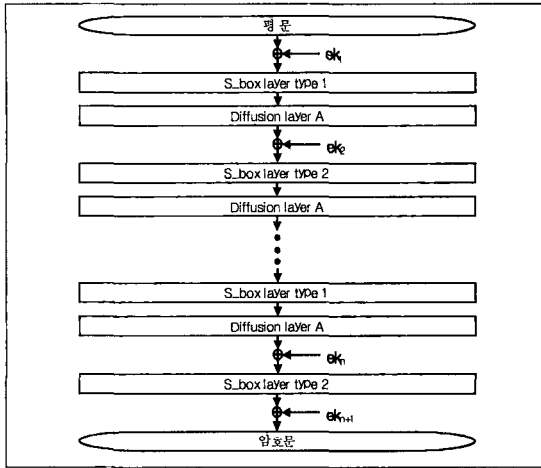 평 문
ek₁
S_box layer type 1
Diffusion layer A
ek₂
S_box layer type 2
Diffusion layer A
S_box layer type 1
Diffusion layer A
ekₙ
S_box layer type 2
ekₙ₊₁
암호문